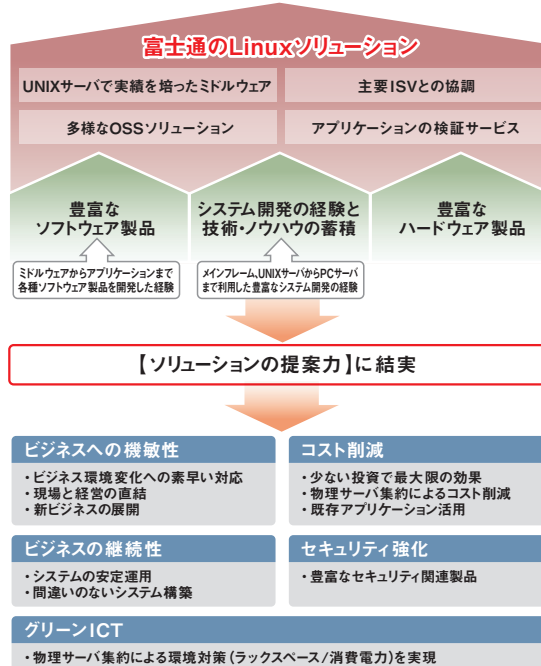 富士通のLinuxソリューション
UNIXサーバで実績を培ったミドルウェア
主要ISVとの協調
多様なOSSソリューション
アプリケーションの検証サービス
豊富な
ソフトウェア製品
システム開発の経験と
技術・ノウハウの蓄積
豊富な
ハードウェア製品
ミドルウェアからアプリケーションまで
各種ソフトウェア製品を開発した経験
メインフレーム、UNIXサーバからPCサーバ
まで利用した豊富なシステム開発の経験
【ソリューションの提案力】に結実
ビジネスへの機敏性
・ビジネス環境変化への素早い対応
・現場と経営の直結
・新ビジネスの展開
コスト削減
・少ない投資で最大限の効果
・物理サーバ集約によるコスト削減
・既存アプリケーション活用
ビジネスの継続性
・システムの安定運用
・間違いのないシステム構築
セキュリティ強化
・豊富なセキュリティ関連製品
グリーンICT
・物理サーバ集約による環境対策(ラックスペース/消費電力)を実現